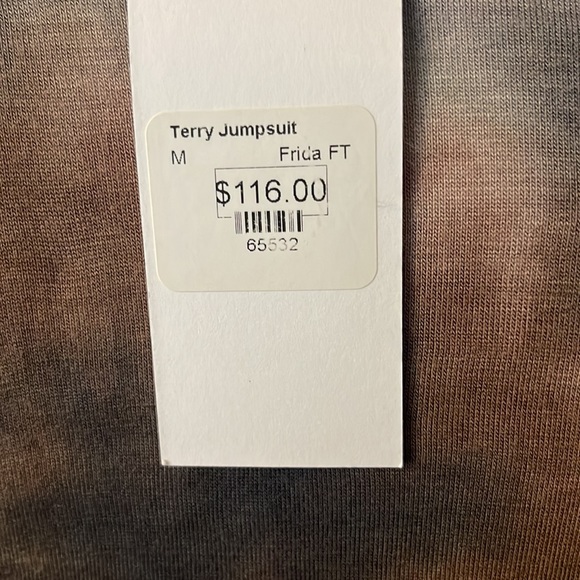 Terry Jumpsuit
M Frida FT
$116.00
65532